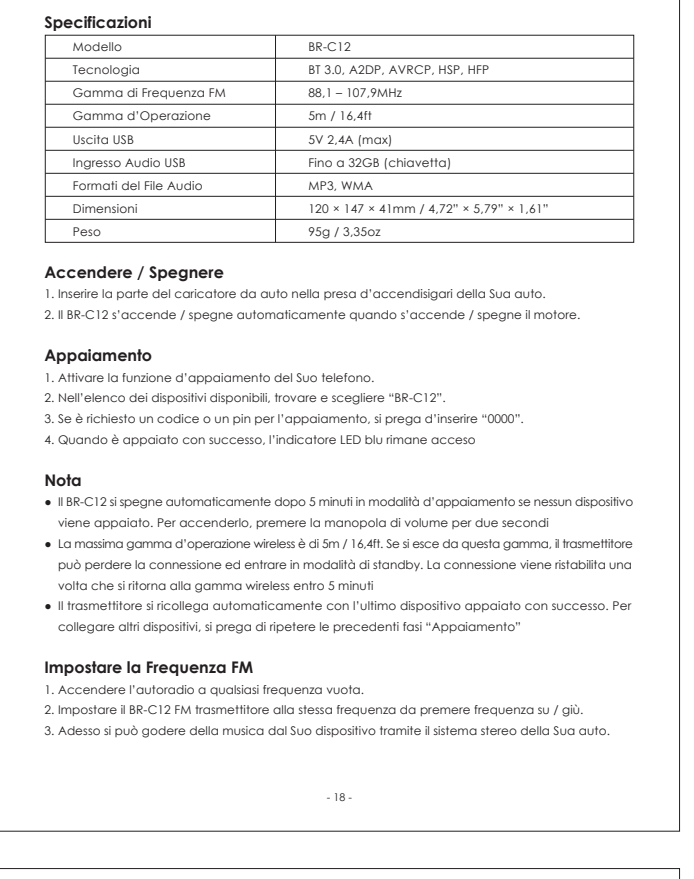 Specificazioni
Modello BR-C12
Tecnologia BT 3.0, A2DP, AVRCP, HSP, HFP
Gamma di Frequenza FM 88,1 – 107,9MHz
Gamma d’Operazione 5m / 16,4ft
Uscita USB 5V 2,4A (max)
Ingresso Audio USB Fino a 32GB (chiavetta)
Formati del File Audio MP3, WMA
Dimensioni 120 × 147 × 41mm / 4,72” × 5,79” × 1,61”
Peso 95g / 3,35oz
Accendere / Spegnere
1. Inserire la parte del caricatore da auto nella presa d’accendisigari della Sua auto.
2. Il BR-C12 s’accende / spegne automaticamente quando s’accende / spegne il motore.
Appaiamento
1. Attivare la funzione d’appaiamento del Suo telefono.
2. Nell’elenco dei dispositivi disponibili, trovare e scegliere “BR-C12”.
3. Se è richiesto un codice o un pin per l’appaiamento, si prega d’inserire “0000”.
4. Quando è appaiato con successo, l’indicatore LED blu rimane acceso
Nota
● Il BR-C12 si spegne automaticamente dopo 5 minuti in modalità d’appaiamento se nessun dispositivo
viene appaiato. Per accenderlo, premere la manopola di volume per due secondi
● La massima gamma d’operazione wireless è di 5m / 16,4ft. Se si esce da questa gamma, il trasmettitore
può perdere la connessione ed entrare in modalità di standby. La connessione viene ristabilita una
volta che si ritorna alla gamma wireless entro 5 minuti
● Il trasmettitore si ricollega automaticamente con l’ultimo dispositivo appaiato con successo. Per
collegare altri dispositivi, si prega di ripetere le precedenti fasi “Appaiamento”
Impostare la Frequenza FM
1. Accendere l’autoradio a qualsiasi frequenza vuota.
2. Impostare il BR-C12 FM trasmettitore alla stessa frequenza da premere frequenza su / giù.
3. Adesso si può godere della musica dal Suo dispositivo tramite il sistema stereo della Sua auto.
- 18 -